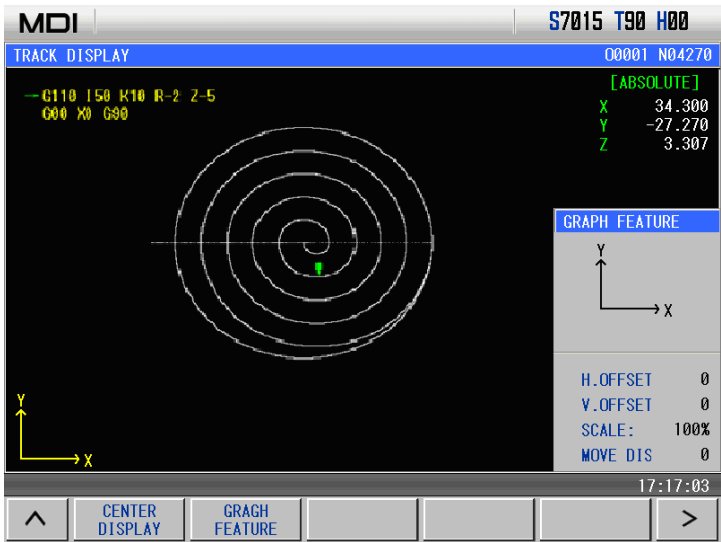 MDI
S7015 T90 H00
TRACK DISPLAY
O0001 N04270
G110 I50 K10 R-2 Z-5
G00 X0 G90
[ABSOLUTE]
X 34.300
Y -27.270
Z 3.307
GRAPH FEATURE
Y
X
H.OFFSET 0
V.OFFSET 0
SCALE: 100%
MOVE DIS 0
Y
X
17:17:03
CENTER
DISPLAY
GRAGH
FEATURE